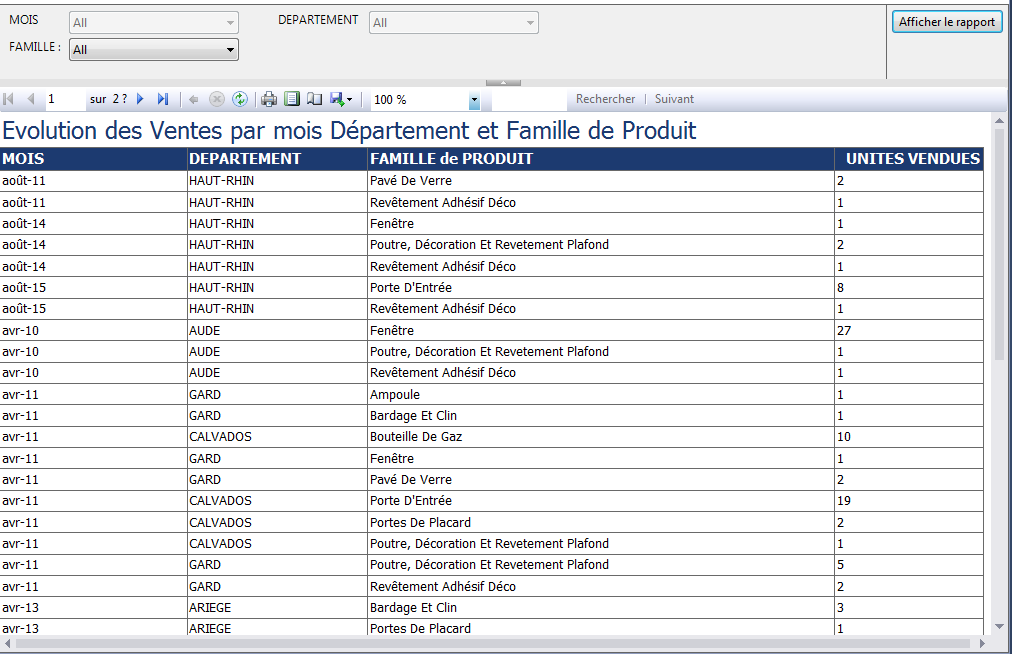 MOIS All DEPARTEMENT All Afficher le rapport
FAMILLE : All
1 sur 2 ? 100 % Rechercher | Suivant
Evolution des Ventes par mois Département et Famille de Produit
MOIS DEPARTEMENT FAMILLE de PRODUIT UNITES VENDUES
août-11 HAUT-RHIN Pavé De Verre 2
août-11 HAUT-RHIN Revêtement Adhésif Déco 1
août-14 HAUT-RHIN Fenêtre 1
août-14 HAUT-RHIN Poutre, Décoration Et Revetement Plafond 2
août-14 HAUT-RHIN Revêtement Adhésif Déco 1
août-15 HAUT-RHIN Porte D'Entrée 8
août-15 HAUT-RHIN Revêtement Adhésif Déco 1
avr-10 AUDE Fenêtre 27
avr-10 AUDE Poutre, Décoration Et Revetement Plafond 1
avr-10 AUDE Revêtement Adhésif Déco 1
avr-11 GARD Ampoule 1
avr-11 GARD Bardage Et Clin 1
avr-11 CALVADOS Bouteille De Gaz 10
avr-11 GARD Fenêtre 1
avr-11 GARD Pavé De Verre 2
avr-11 CALVADOS Porte D'Entrée 19
avr-11 CALVADOS Portes De Placard 2
avr-11 CALVADOS Poutre, Décoration Et Revetement Plafond 1
avr-11 GARD Poutre, Décoration Et Revetement Plafond 5
avr-11 GARD Revêtement Adhésif Déco 2
avr-13 ARIEGE Bardage Et Clin 3
avr-13 ARIEGE Portes De Placard 1